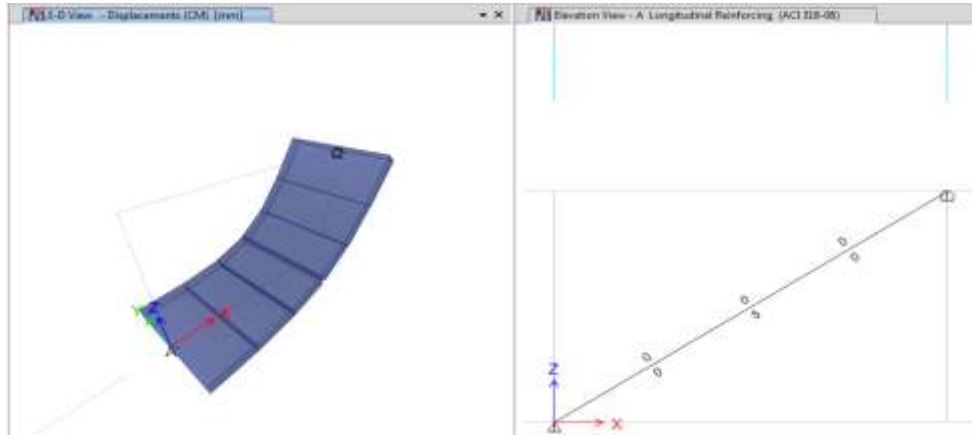 3-D View - Displacements (CM) [mm]
Elevation View - A Longitudinal Reinforcing (ACI 318-08)
0
0
0
5
0
0
Z
X
Z
X
Y